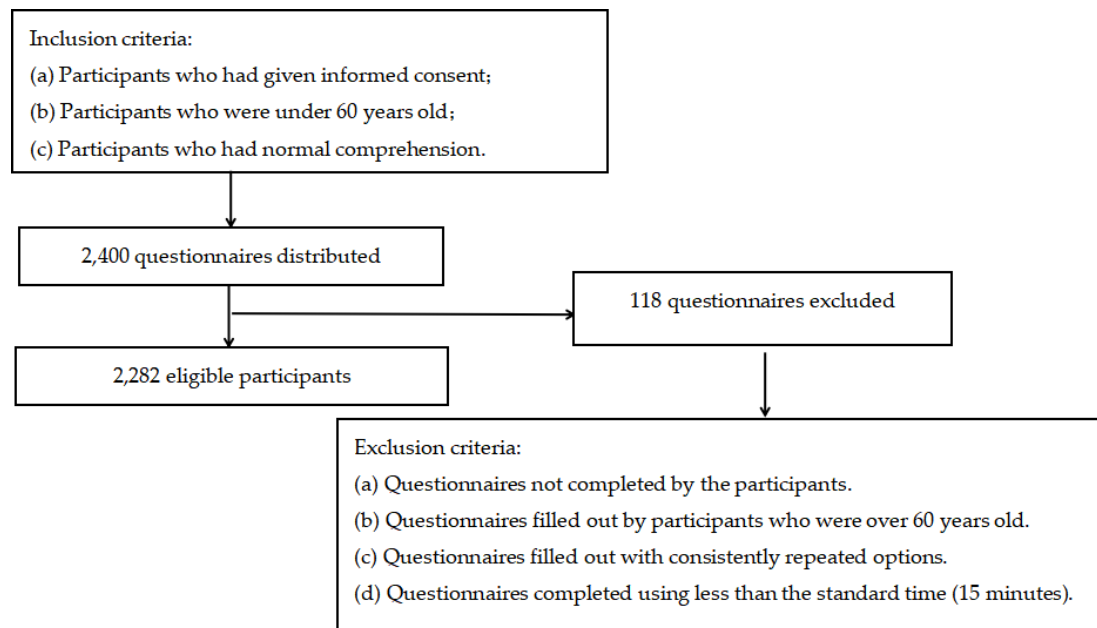 Inclusion criteria:
(a) Participants who had given informed consent;
(b) Participants who were under 60 years old;
(c) Participants who had normal comprehension.
2,400 questionnaires distributed
118 questionnaires excluded
2,282 eligible participants
Exclusion criteria:
(a) Questionnaires not completed by the participants.
(b) Questionnaires filled out by participants who were over 60 years old.
(c) Questionnaires filled out with consistently repeated options.
(d) Questionnaires completed using less than the standard time (15 minutes).